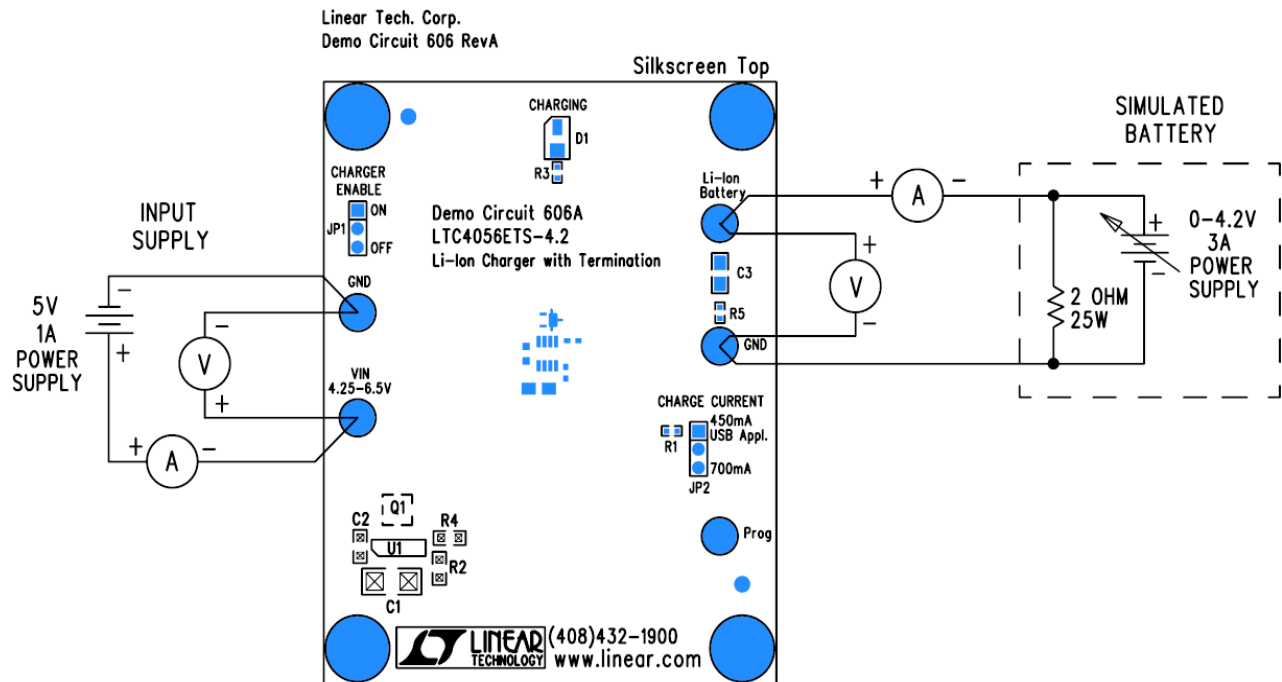 Linear Tech. Corp.
Demo Circuit 606 RevA
Silkscreen Top
CHARGING
D1
R3
CHARGER
ENABLE
ON
JP1
OFF
Demo Circuit 606A
LTC4056ETS-4.2
Li-Ion Charger with Termination
INPUT
SUPPLY
GND
5V
1A
POWER
SUPPLY
-
+
-
V
+
VIN
4.25-6.5V
+
A
-
Li-Ion
Battery
C3
R5
GND
+
A
-
+
V
-
SIMULATED
BATTERY
2 OHM
25W
+
-
0-4.2V
3A
POWER
SUPPLY
CHARGE CURRENT
450mA
USB Appl.
R1
700mA
JP2
Prog
Q1
C2
R4
U1
R2
C1
LT
LINEAR
TECHNOLOGY
(408)432-1900
www.linear.com